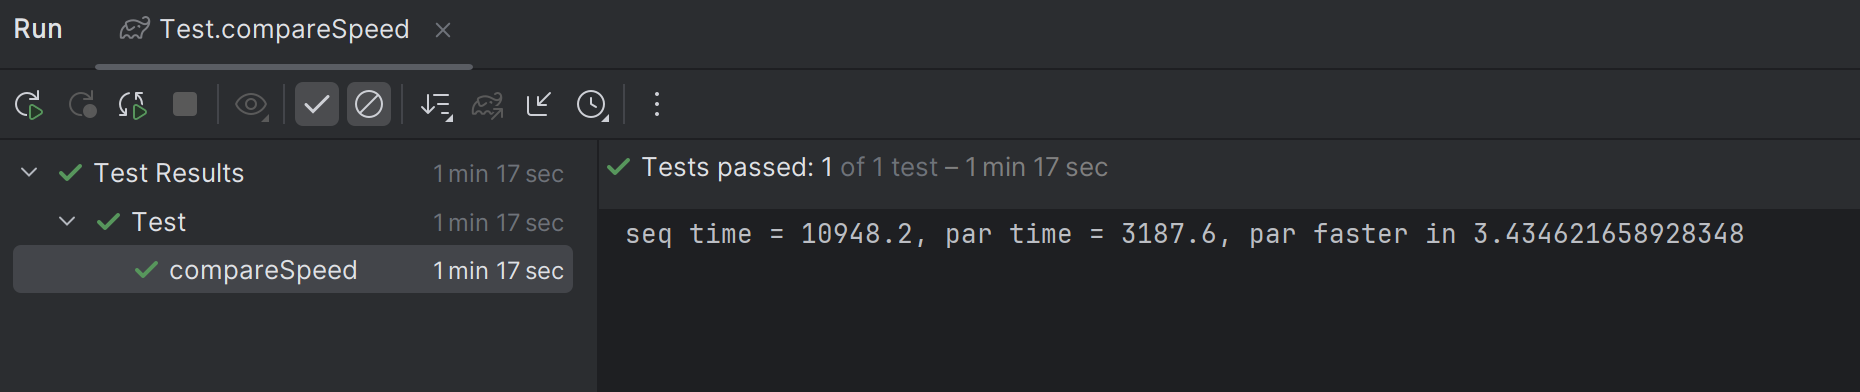 Run Test.compareSpeed
Test Results 1 min 17 sec
Tests passed: 1 of 1 test – 1 min 17 sec
Test 1 min 17 sec
seq time = 10948.2, par time = 3187.6, par faster in 3.434621658928348
compareSpeed 1 min 17 sec